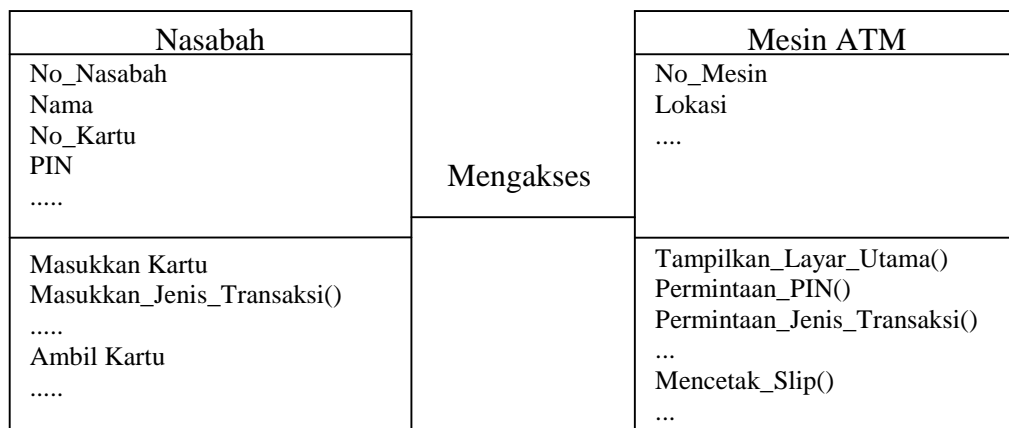 Nasabah
No_Nasabah
Nama
No_Kartu
PIN
.....
Masukkan Kartu
Masukkan_Jenis_Transaksi()
.....
Ambil Kartu
.....
Mengakses
Mesin ATM
No_Mesin
Lokasi
....
Tampilkan_Layar_Utama()
Permintaan_PIN()
Permintaan_Jenis_Transaksi()
...
Mencetak_Slip()
...